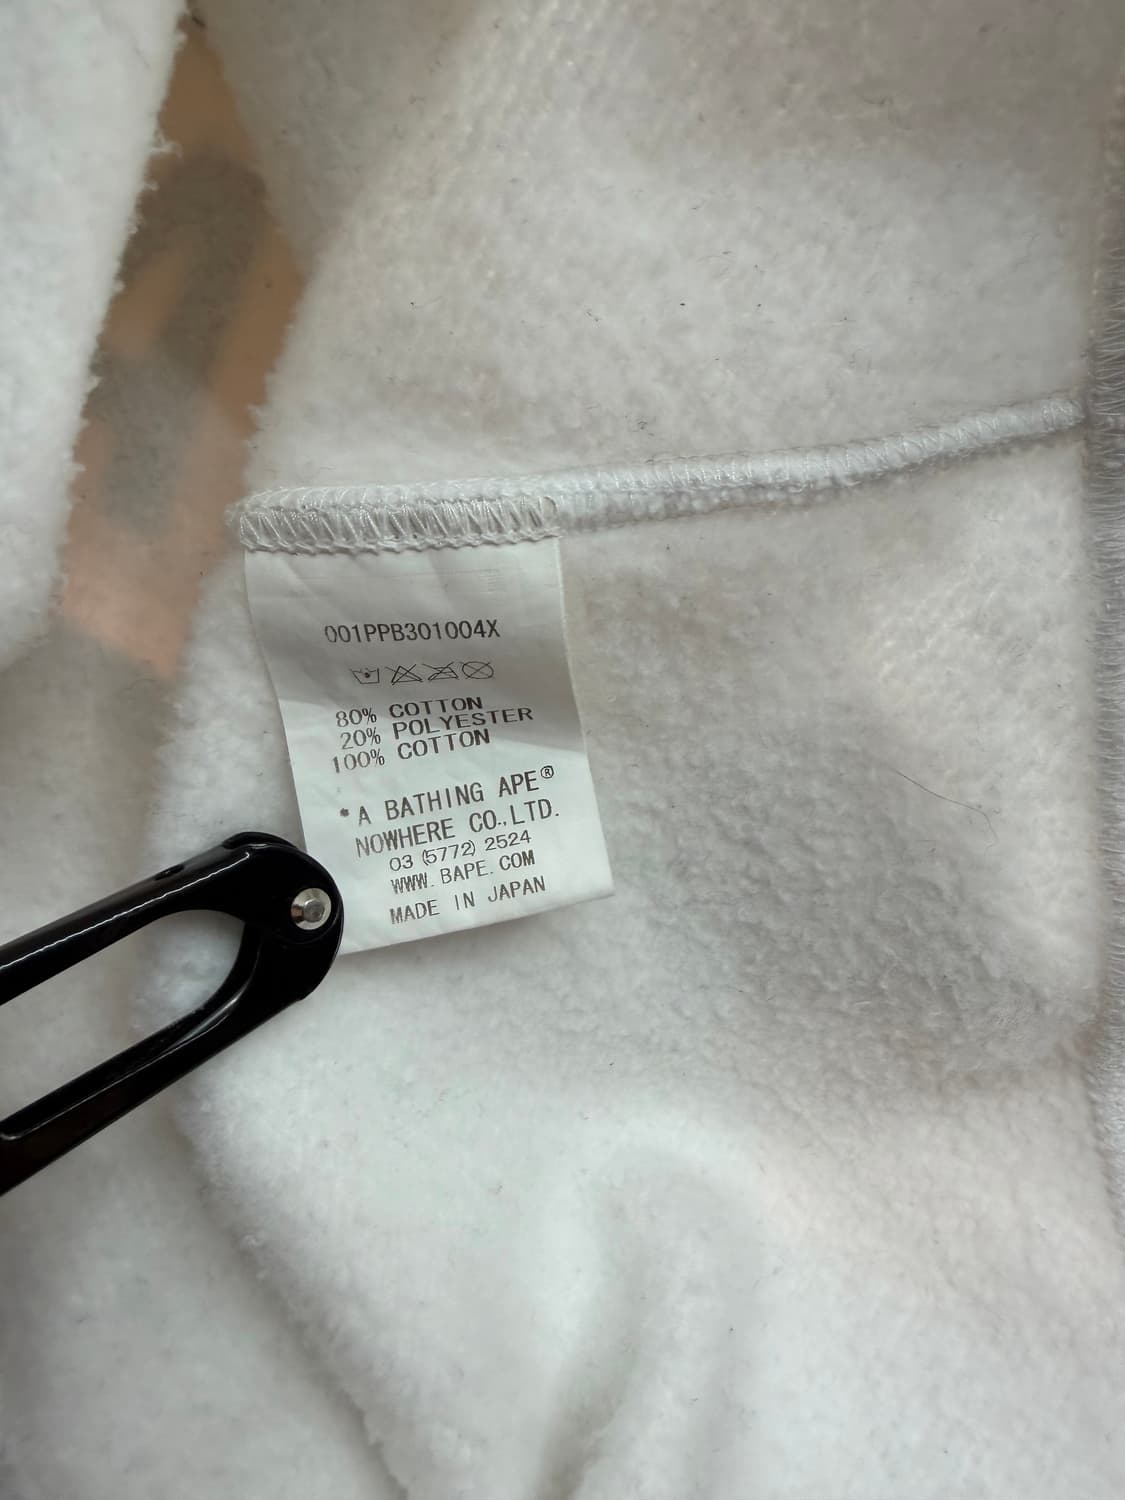 001PPB301004X
80% COTTON
20% POLYESTER
100% COTTON
*A BATHING APE®
NOWHERE CO.,LTD.
03 (5772) 2524
WWW. BAPE. COM
MADE IN JAPAN